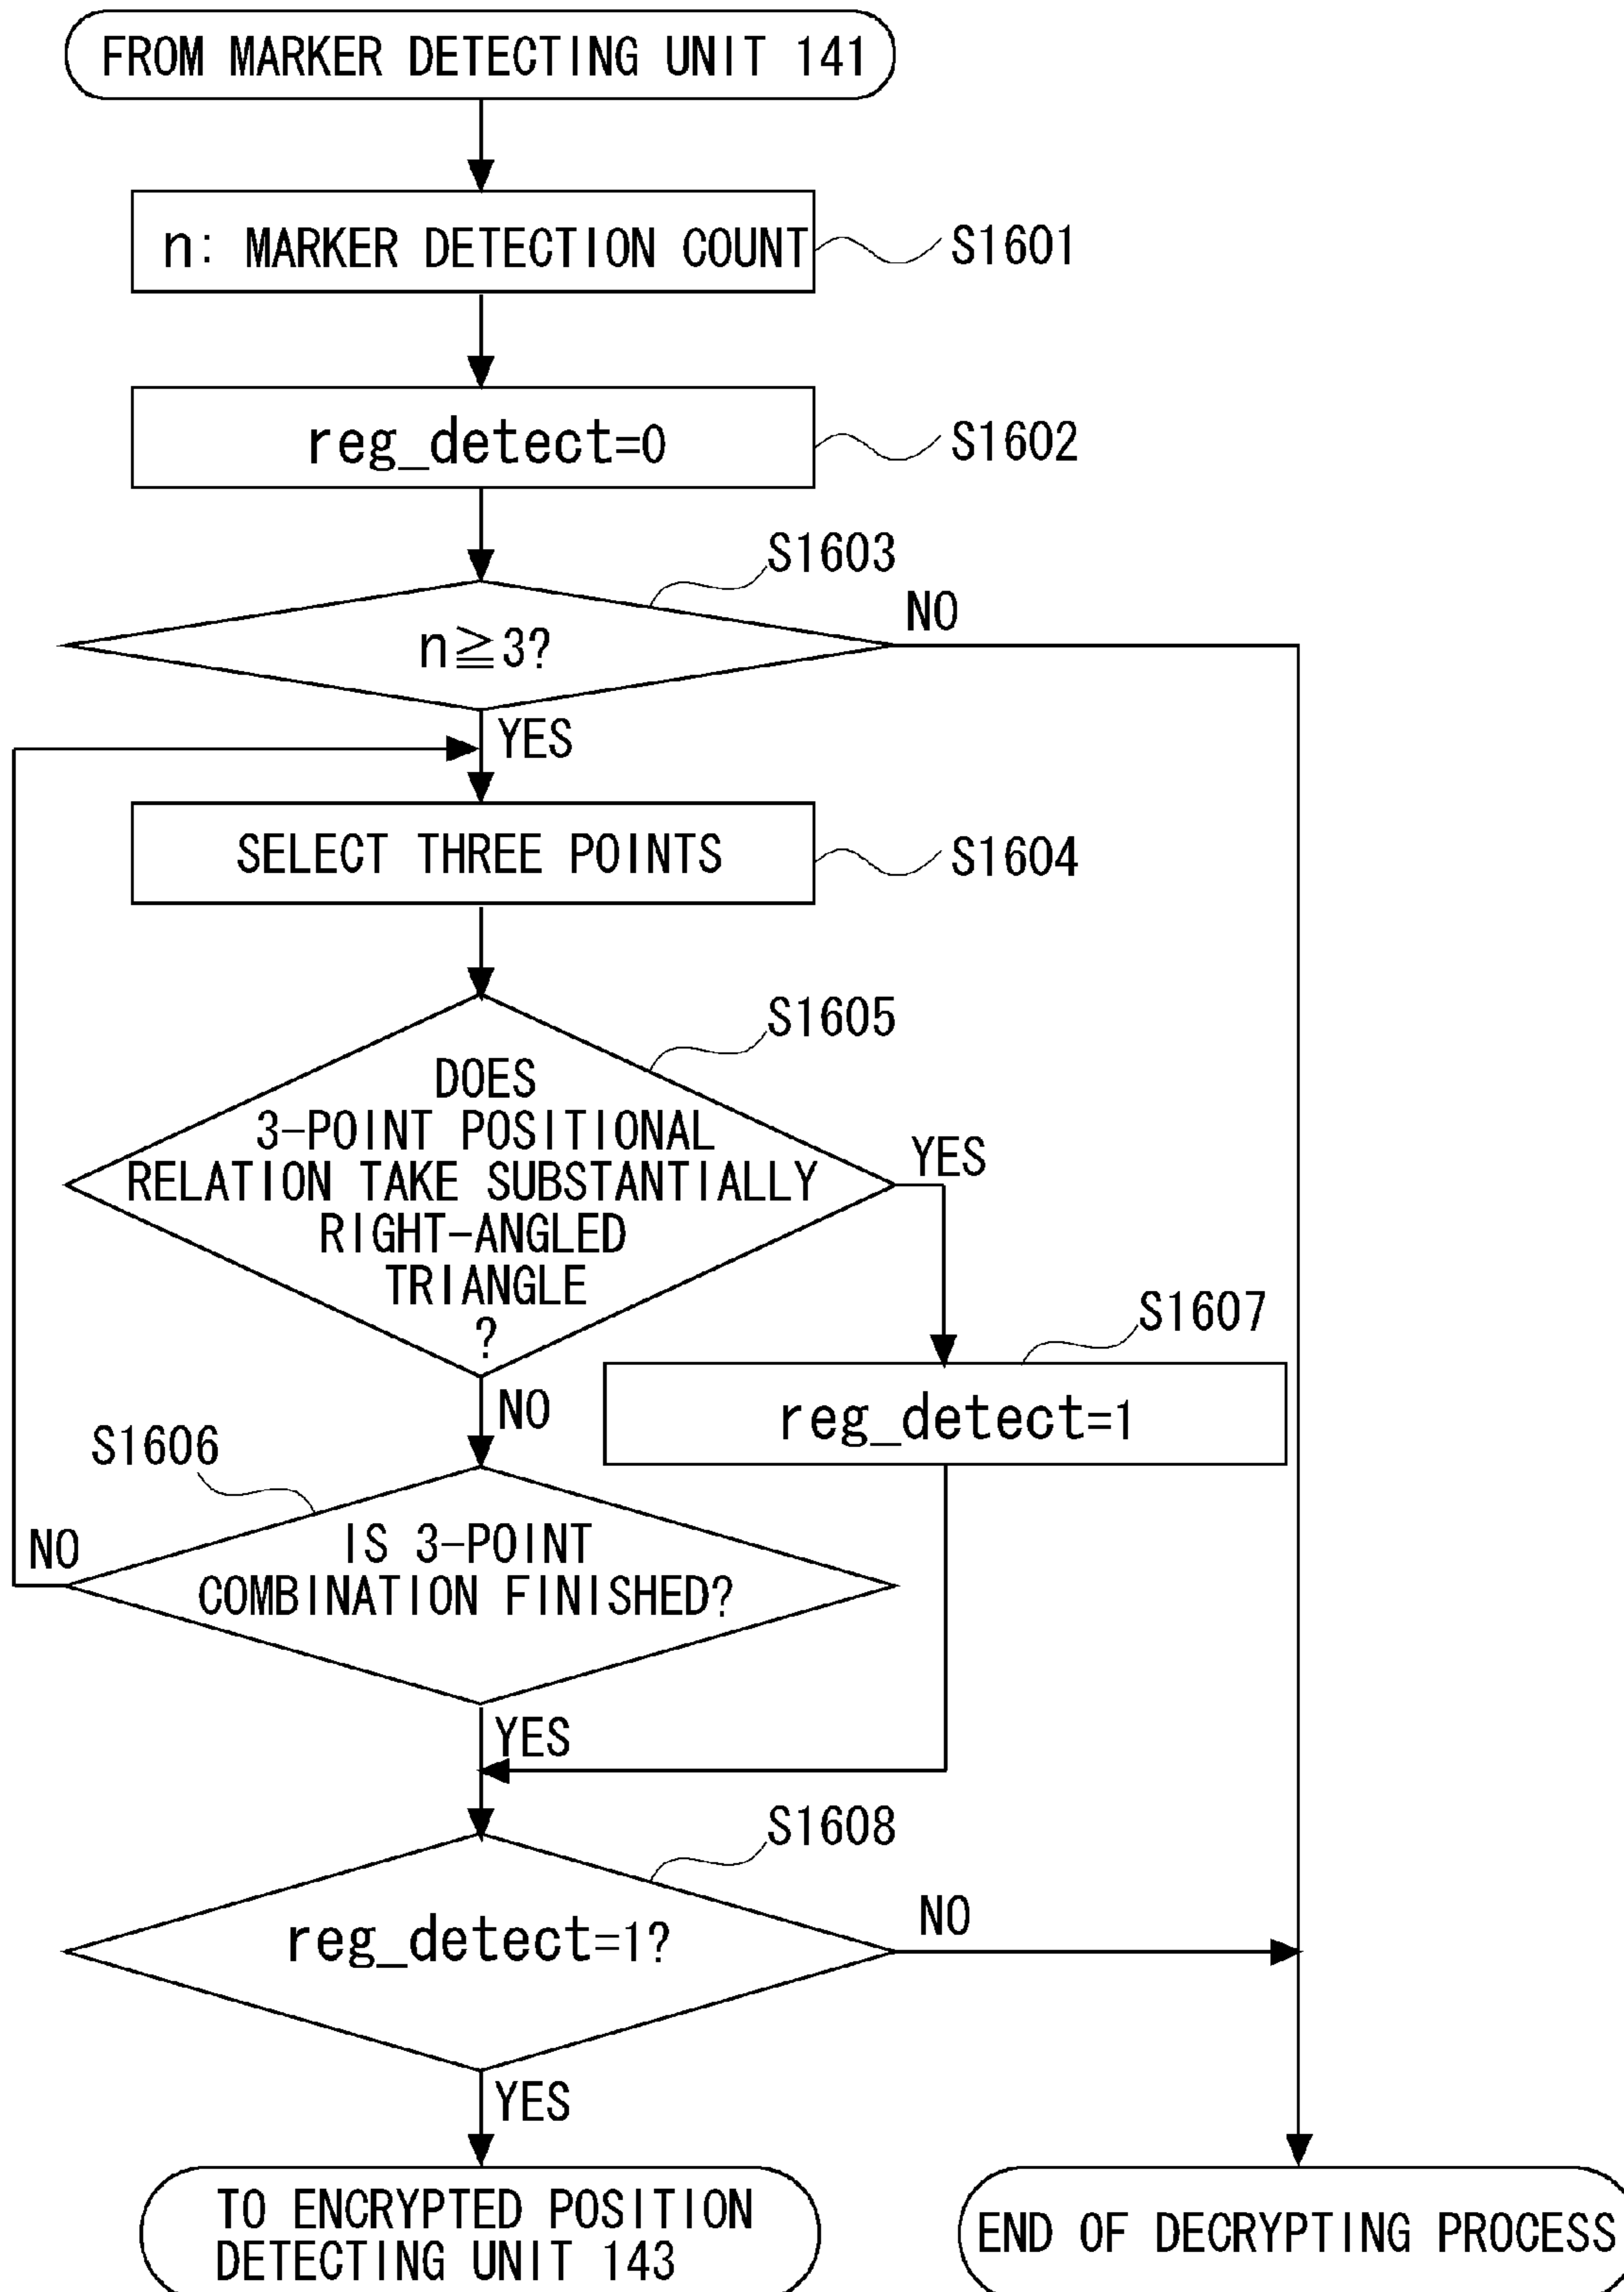 FROM MARKER DETECTING UNIT 141
n: MARKER DETECTION COUNT
S1601
reg_detect=0
S1602
S1603
n≧3?
NO
YES
SELECT THREE POINTS
S1604
S1605
DOES
3-POINT POSITIONAL
RELATION TAKE SUBSTANTIALLY
RIGHT-ANGLED
TRIANGLE
?
YES
S1607
NO
reg_detect=1
S1606
NO
IS 3-POINT
COMBINATION FINISHED?
YES
S1608
reg_detect=1?
NO
YES
TO ENCRYPTED POSITION
DETECTING UNIT 143
END OF DECRYPTING PROCESS